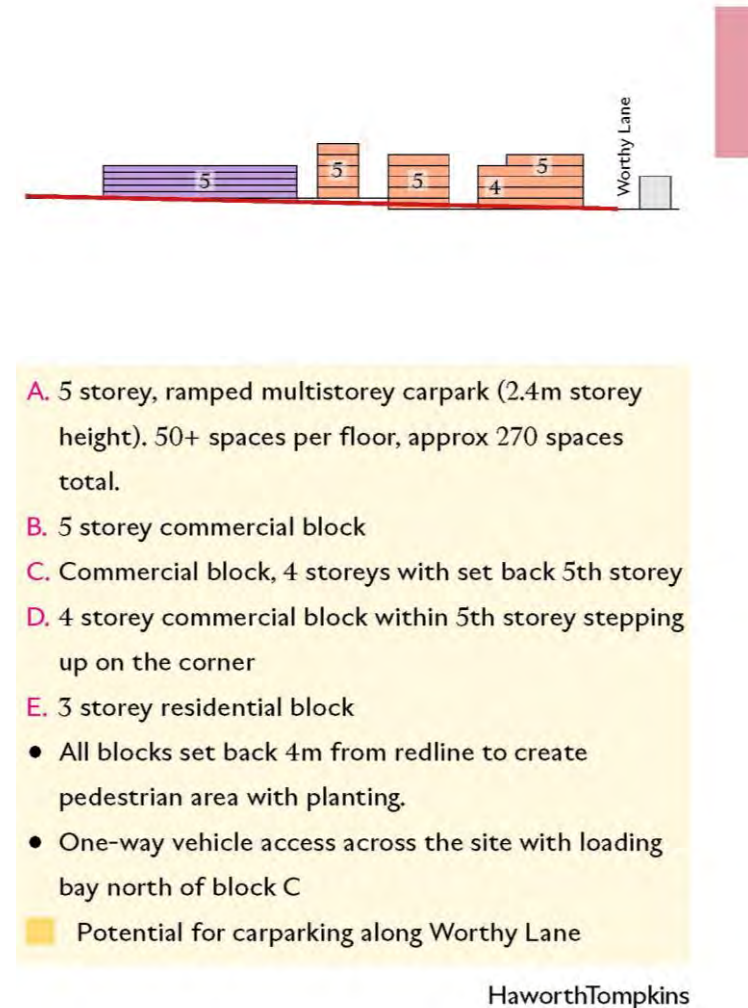 Worthy Lane
5
5
5
5
4
A. 5 storey, ramped multistorey carpark (2.4m storey
height). 50+ spaces per floor, approx 270 spaces
total.
B. 5 storey commercial block
C. Commercial block, 4 storeys with set back 5th storey
D. 4 storey commercial block within 5th storey stepping
up on the corner
E. 3 storey residential block
• All blocks set back 4m from redline to create
pedestrian area with planting.
• One-way vehicle access across the site with loading
bay north of block C
Potential for carparking along Worthy Lane
HaworthTompkins